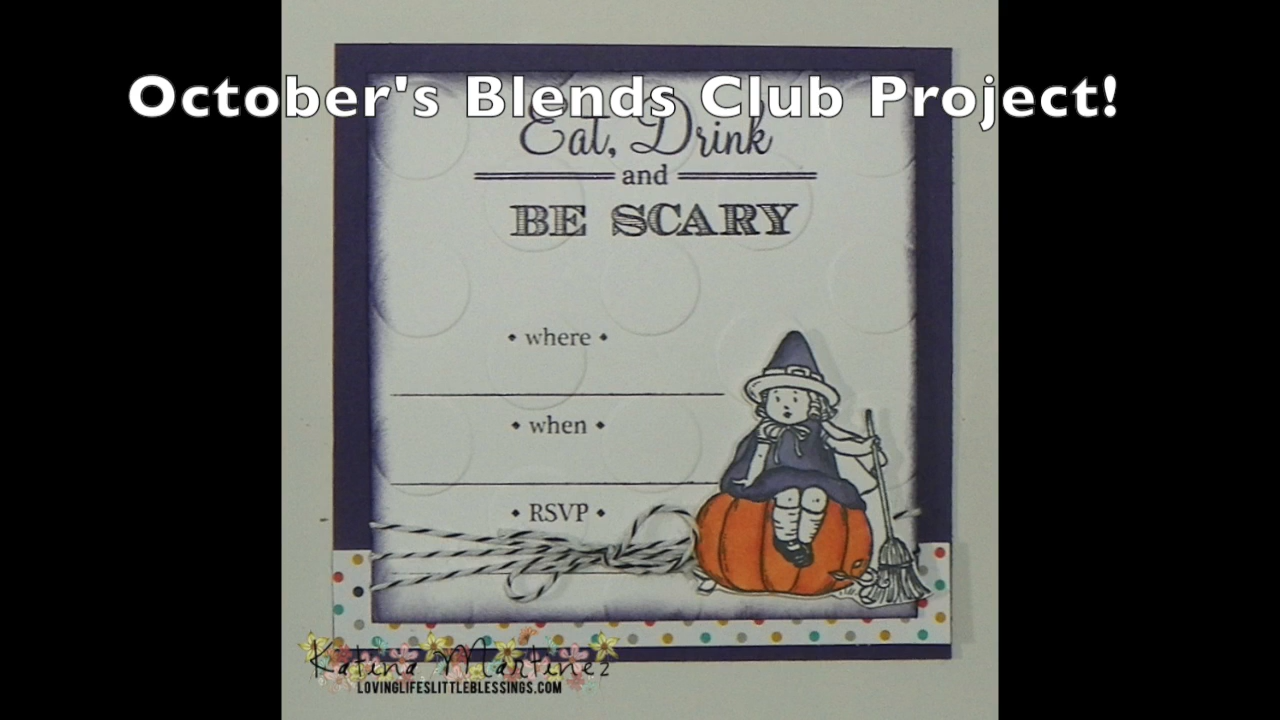 October's Blends Club Project!
Eat, Drink
and
BE SCARY
• where •
• when •
• RSVP •
Katina Martinez
LOVINGLIFESLITTLEBLESSINGS.COM